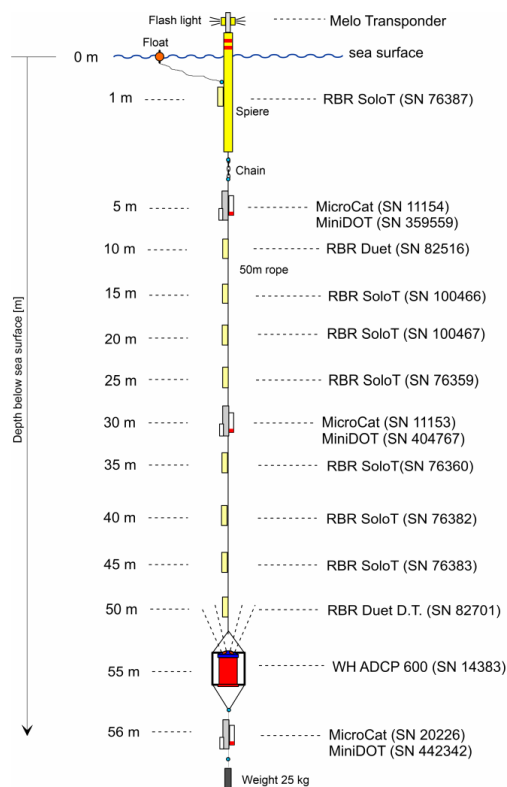 Flash light
Melo Transponder
Float
sea surface
0 m
1 m
RBR SoloT (SN 76387)
Spiere
Chain
5 m
MicroCat (SN 11154)
MiniDOT (SN 359559)
10 m
RBR Duet (SN 82516)
50m rope
15 m
RBR SoloT (SN 100466)
20 m
RBR SoloT (SN 100467)
25 m
RBR SoloT (SN 76359)
30 m
MicroCat (SN 11153)
MiniDOT (SN 404767)
35 m
RBR SoloT(SN 76360)
40 m
RBR SoloT (SN 76382)
45 m
RBR SoloT (SN 76383)
50 m
RBR Duet D.T. (SN 82701)
55 m
WH ADCP 600 (SN 14383)
56 m
MicroCat (SN 20226)
MiniDOT (SN 442342)
Weight 25 kg
Depth below sea surface [m]